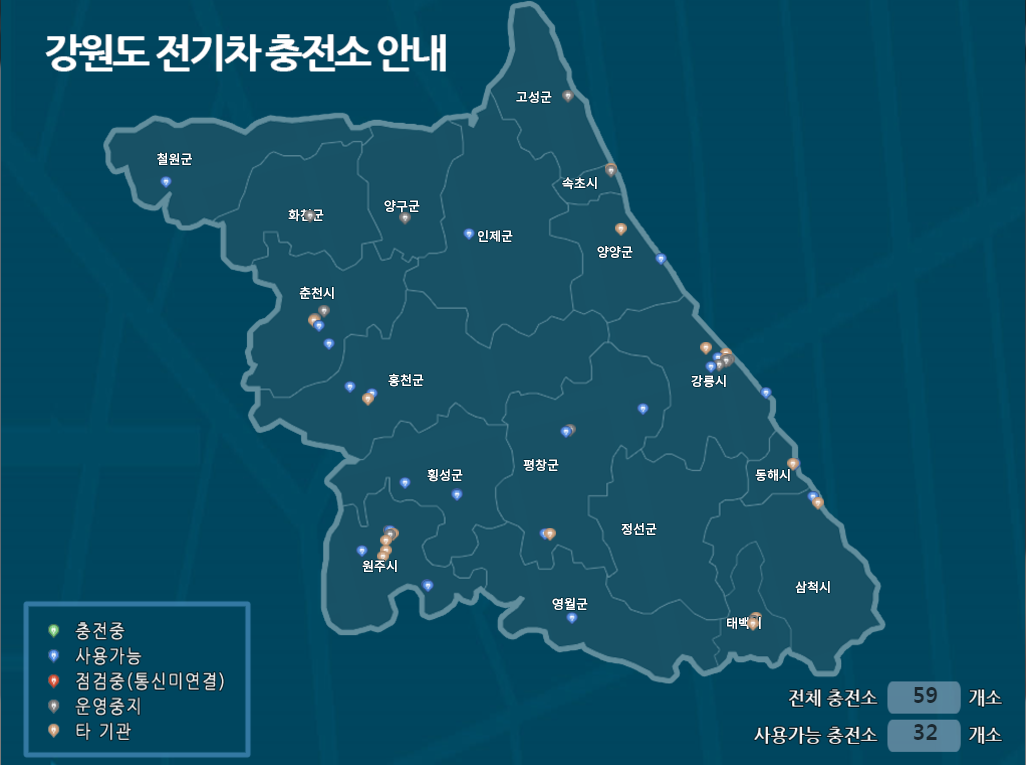 강원도 전기차 충전소 안내
고성군
철원군
속초시
양구군
화천군
인제군
양양군
춘천시
홍천군
강릉시
평창군
횡성군
동해시
정선군
원주시
삼척시
영월군
태백시
충전중
사용가능
점검중(통신미연결)
운영중지
타 기관
전체 충전소 59 개소
사용가능 충전소 32 개소